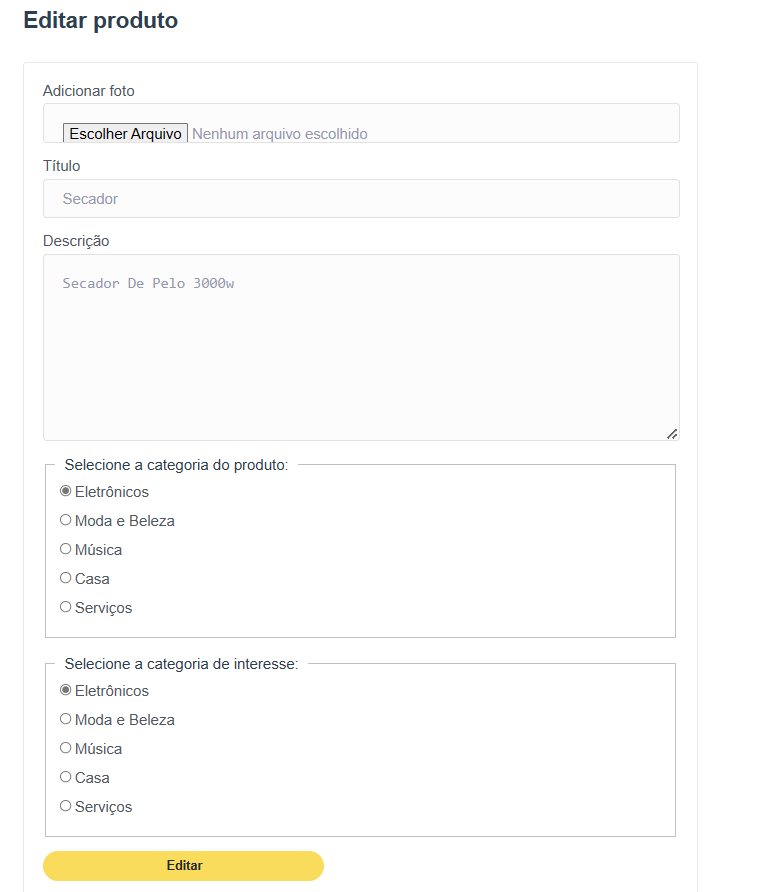 Editar produto
Adicionar foto
Escolher Arquivo Nenhum arquivo escolhido
Título
Secador
Descrição
Secador De Pelo 3000w
Selecione a categoria do produto:
Eletrônicos
Moda e Beleza
Música
Casa
Serviços
Selecione a categoria de interesse:
Eletrônicos
Moda e Beleza
Música
Casa
Serviços
Editar